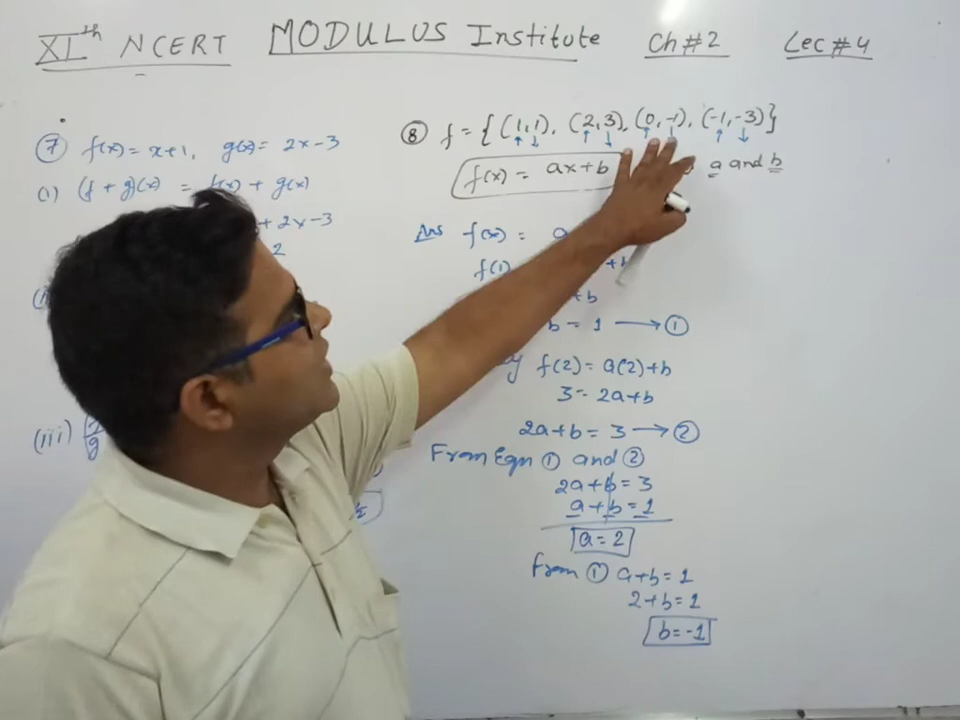 XIth NCERT MODULUS Institute Ch#2 Lec#4
⑦ f(x) = x+1, g(x) = 2x-3
(i) (f+g)(x) = f(x) + g(x)
+ 2x-3
2
(iii)
⑧ f = {(1,1), (2,3), (0,-1), (-1,-3)}
f(x) = ax+b a and b
Ans f(x) =
f(1)
+b
b = 1 → ①
f(2) = a(2)+b
3 = 2a+b
2a+b = 3 → ②
From Eqn ① and ②
2a+b = 3
a+b = 1
a = 2
From ① a+b = 1
2+b = 1
b = -1